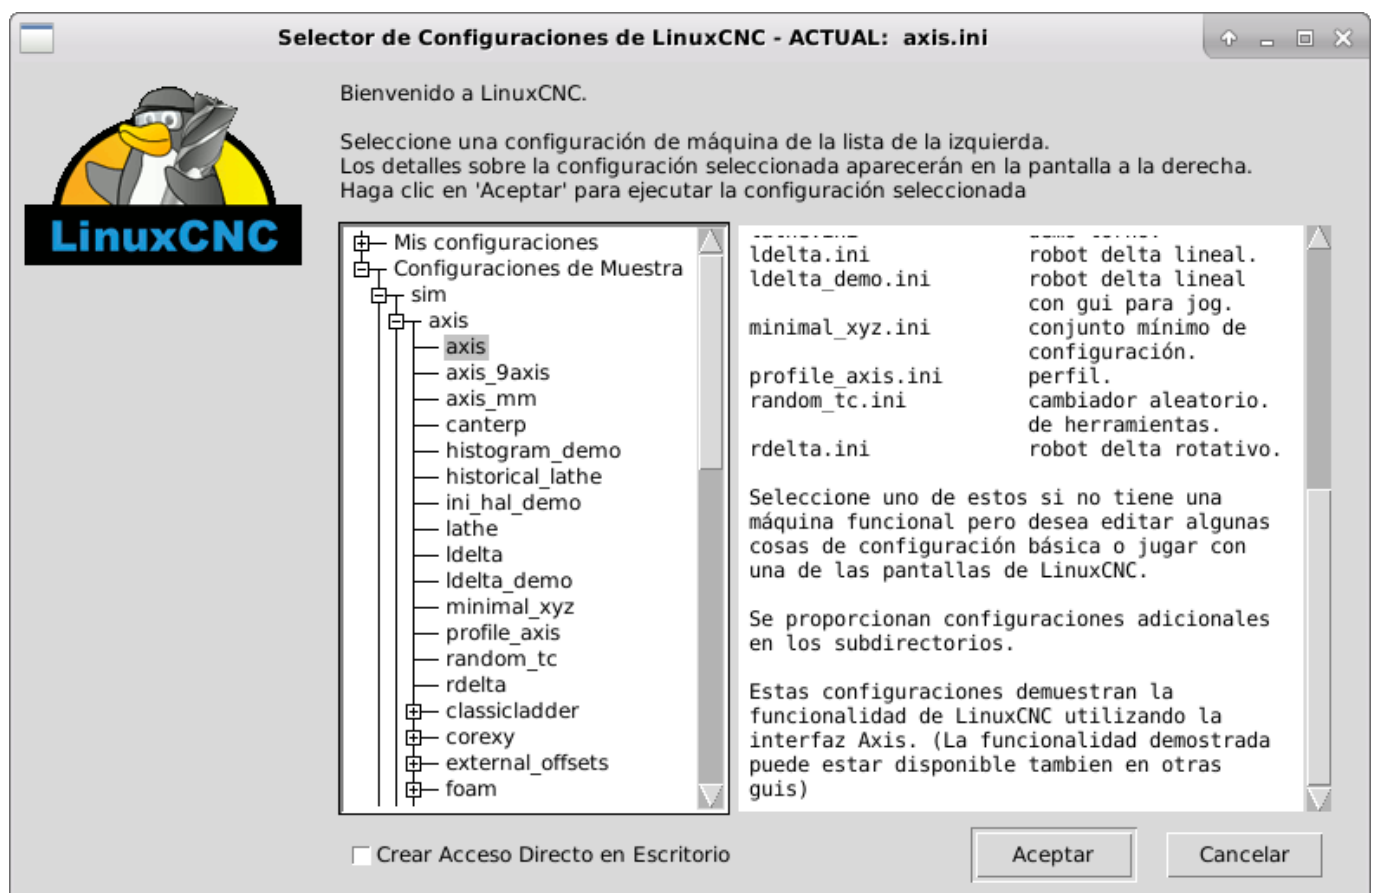 Selector de Configuraciones de LinuxCNC - ACTUAL: axis.ini
LinuxCNC
Bienvenido a LinuxCNC.
Seleccione una configuración de máquina de la lista de la izquierda.
Los detalles sobre la configuración seleccionada aparecerán en la pantalla a la derecha.
Haga clic en 'Aceptar' para ejecutar la configuración seleccionada
Mis configuraciones
Configuraciones de Muestra
sim
axis
axis
axis_9axis
axis_mm
canterp
histogram_demo
historical_lathe
ini_hal_demo
lathe
ldelta
ldelta_demo
minimal_xyz
profile_axis
random_tc
rdelta
classicladder
corexy
external_offsets
foam
ldelta.ini robot delta lineal.
ldelta_demo.ini robot delta lineal
con gui para jog.
minimal_xyz.ini conjunto mínimo de
configuración.
profile_axis.ini perfil.
random_tc.ini cambiador aleatorio.
de herramientas.
rdelta.ini robot delta rotativo.
Seleccione uno de estos si no tiene una
máquina funcional pero desea editar algunas
cosas de configuración básica o jugar con
una de las pantallas de LinuxCNC.
Se proporcionan configuraciones adicionales
en los subdirectorios.
Estas configuraciones demuestran la
funcionalidad de LinuxCNC utilizando la
interfaz Axis. (La funcionalidad demostrada
puede estar disponible tambien en otras
guis)
Crear Acceso Directo en Escritorio
Aceptar
Cancelar